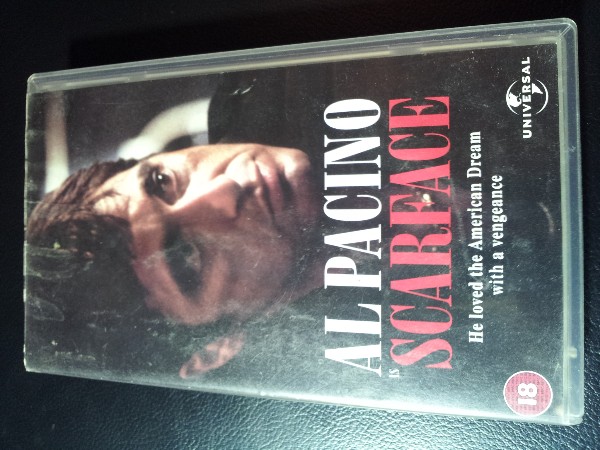 AL PACINO
IS
SCARFACE
He loved the American Dream
with a vengeance
18
UNIVERSAL